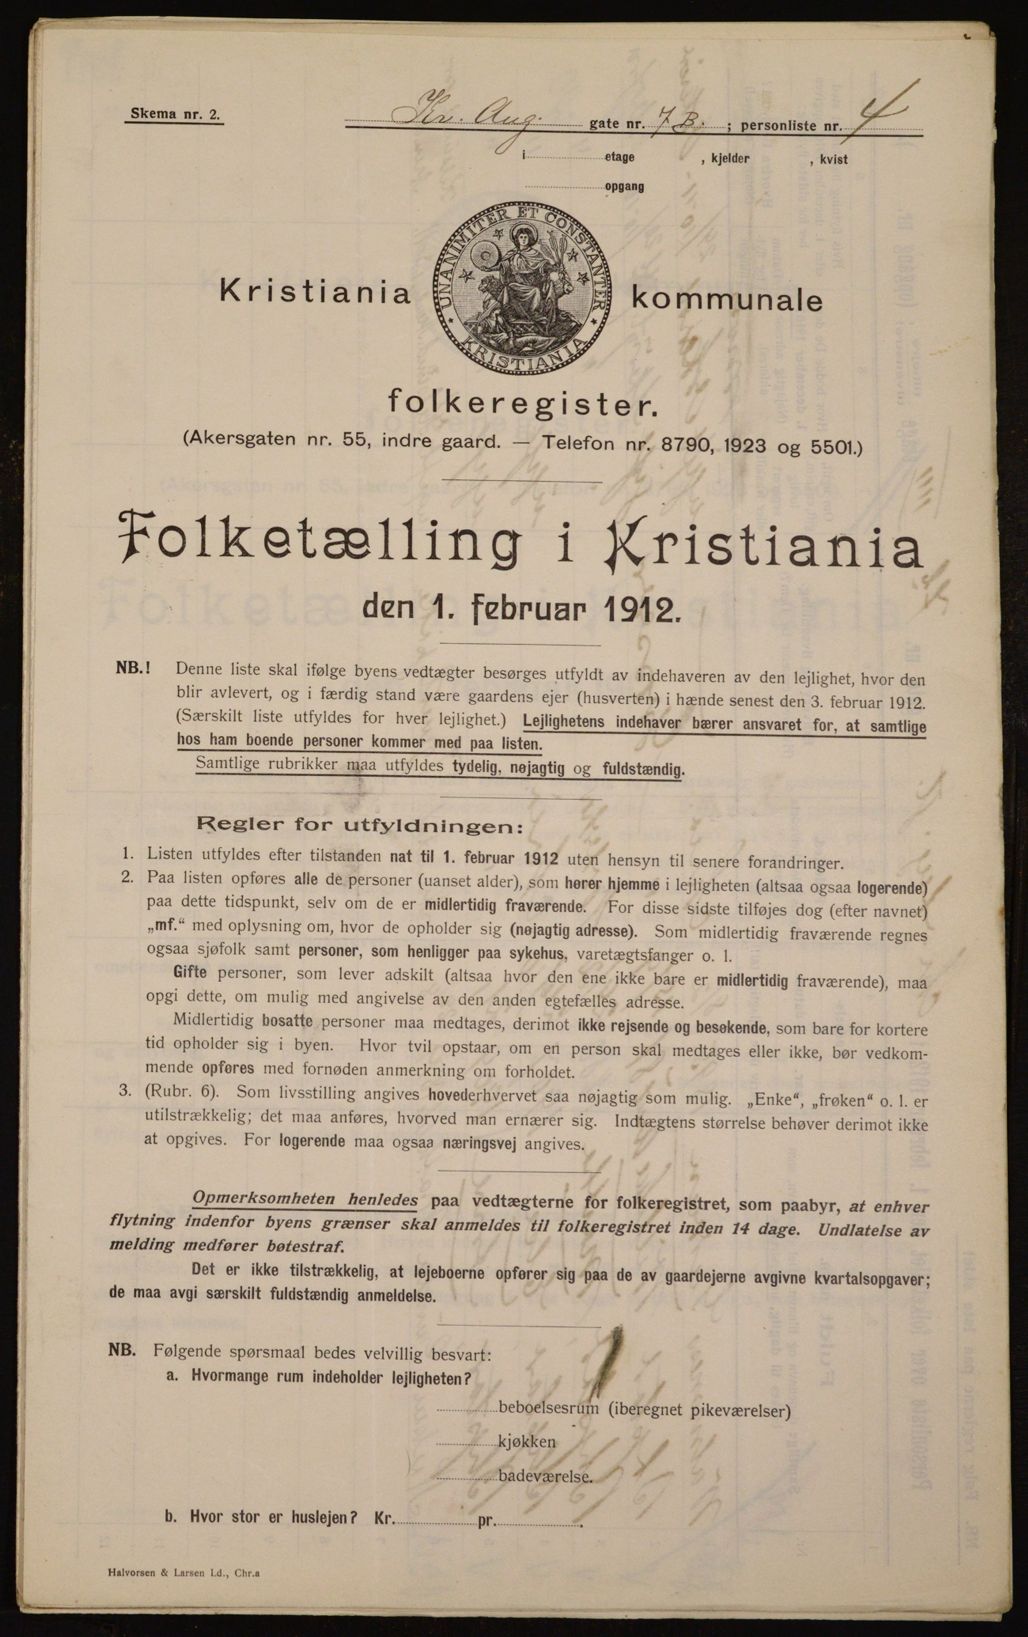 Skema nr. 2.
Kr. Aug. gate nr. 7 B. ; personliste nr. 4
i etage , kjelder , kvist
opgang
UNANIMITER ET CONSTANTER
KRISTIANIA
Kristiania kommunale
folkeregister.
(Akersgaten nr. 55, indre gaard. — Telefon nr. 8790, 1923 og 5501.)
Folketælling i Kristiania
den 1. februar 1912.
NB.! Denne liste skal ifølge byens vedtægter besørges utfyldt av indehaveren av den lejlighet, hvor den
blir avlevert, og i færdig stand være gaardens ejer (husverten) i hænde senest den 3. februar 1912.
(Særskilt liste utfyldes for hver lejlighet.) Lejlighetens indehaver bærer ansvaret for, at samtlige
hos ham boende personer kommer med paa listen.
Samtlige rubrikker maa utfyldes tydelig, nøjagtig og fuldstændig.
Regler for utfyldningen:
1. Listen utfyldes efter tilstanden nat til 1. februar 1912 uten hensyn til senere forandringer.
2. Paa listen opføres alle de personer (uanset alder), som hører hjemme i lejligheten (altsaa ogsaa logerende)
paa dette tidspunkt, selv om de er midlertidig fraværende. For disse sidste tilføjes dog (efter navnet)
„mf.“ med oplysning om, hvor de opholder sig (nøjagtig adresse). Som midlertidig fraværende regnes
ogsaa sjøfolk samt personer, som henligger paa sykehus, varetægtsfanger o. l.
Gifte personer, som lever adskilt (altsaa hvor den ene ikke bare er midlertidig fraværende), maa
opgi dette, om mulig med angivelse av den anden egtefælles adresse.
Midlertidig bosatte personer maa medtages, derimot ikke rejsende og besøkende, som bare for kortere
tid opholder sig i byen. Hvor tvil opstaar, om en person skal medtages eller ikke, bør vedkom-
mende opføres med fornøden anmerkning om forholdet.
3. (Rubr. 6). Som livsstilling angives hovederhvervet saa nøjagtig som mulig. „Enke“, „frøken“ o. l. er
utilstrækkelig; det maa anføres, hvorved man ernærer sig. Indtægtens størrelse behøver derimot ikke
at opgives. For logerende maa ogsaa næringsvej angives.
Opmerksomheten henledes paa vedtægterne for folkeregistret, som paabyr, at enhver
flytning indenfor byens grænser skal anmeldes til folkeregistret inden 14 dage. Undlatelse av
melding medfører bøtestraf.
Det er ikke tilstrækkelig, at lejeboerne opfører sig paa de av gaardejerne avgivne kvartalsopgaver;
de maa avgi særskilt fuldstændig anmeldelse.
NB. Følgende spørsmaal bedes velvillig besvart:
a. Hvormange rum indeholder lejligheten?
1
beboelsesrum (iberegnet pikeværelser)
kjøkken
badeværelse.
b. Hvor stor er huslejen? Kr. pr. .
Halvorsen & Larsen Ld., Chr.a